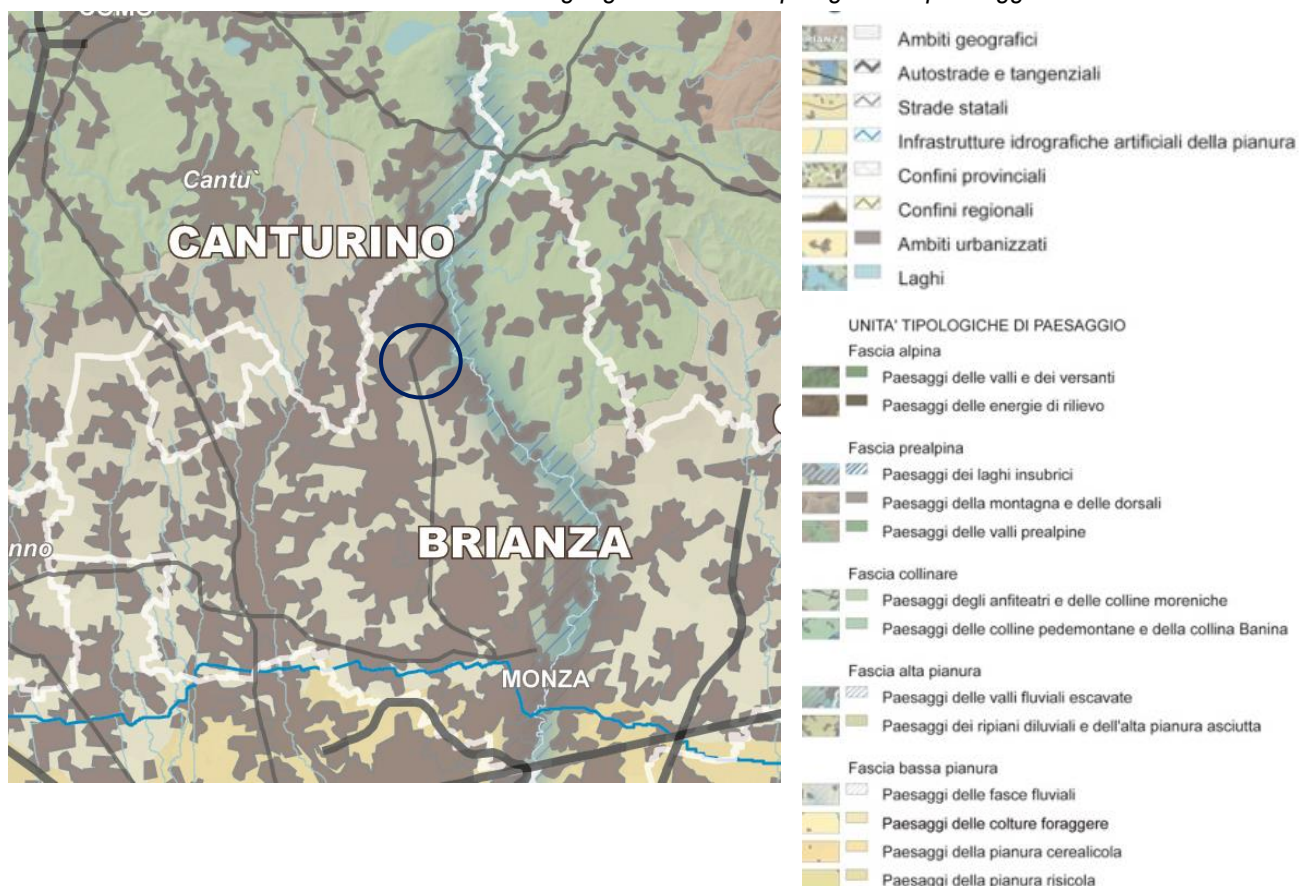 COMO
Cantu`
CANTURINO
BRIANZA
nno
MONZA
BRIANZA
Ambiti geografici
Autostrade e tangenziali
Strade statali
Infrastrutture idrografiche artificiali della pianura
Confini provinciali
Confini regionali
Ambiti urbanizzati
Laghi
UNITA' TIPOLOGICHE DI PAESAGGIO
Fascia alpina
Paesaggi delle valli e dei versanti
Paesaggi delle energie di rilievo
Fascia prealpina
Paesaggi dei laghi insubrici
Paesaggi della montagna e delle dorsali
Paesaggi delle valli prealpine
Fascia collinare
Paesaggi degli anfiteatri e delle colline moreniche
Paesaggi delle colline pedemontane e della collina Banina
Fascia alta pianura
Paesaggi delle valli fluviali escavate
Paesaggi dei ripiani diluviali e dell'alta pianura asciutta
Fascia bassa pianura
Paesaggi delle fasce fluviali
Paesaggi delle colture foraggere
Paesaggi della pianura cerealicola
Paesaggi della pianura risicola